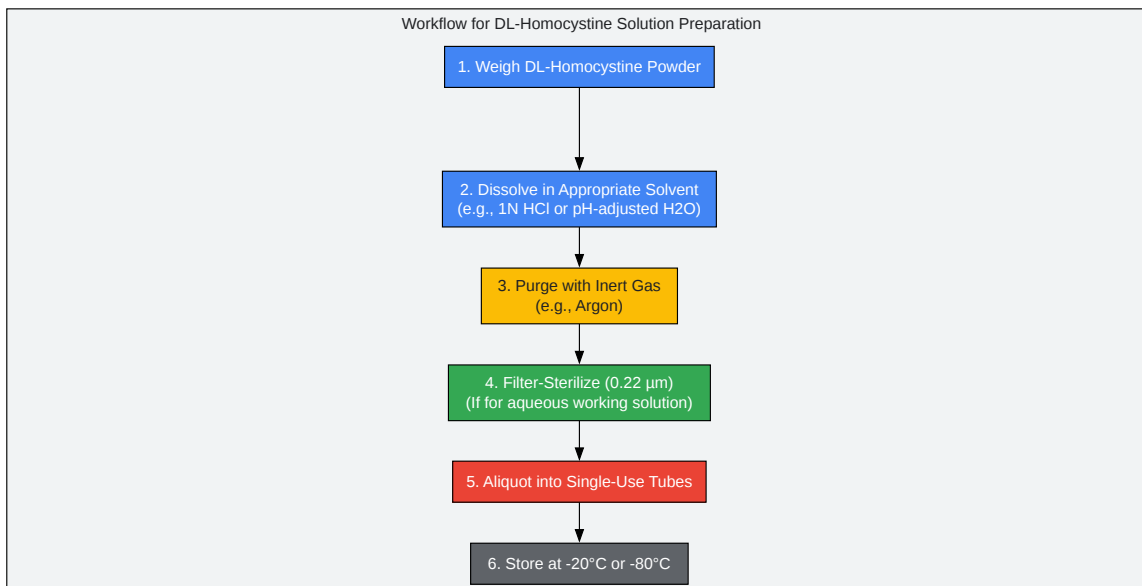 Workflow for DL-Homocystine Solution Preparation
1. Weigh DL-Homocystine Powder
2. Dissolve in Appropriate Solvent
(e.g., 1N HCl or pH-adjusted H2O)
3. Purge with Inert Gas
(e.g., Argon)
4. Filter-Sterilize (0.22 µm)
(If for aqueous working solution)
5. Aliquot into Single-Use Tubes
6. Store at -20°C or -80°C